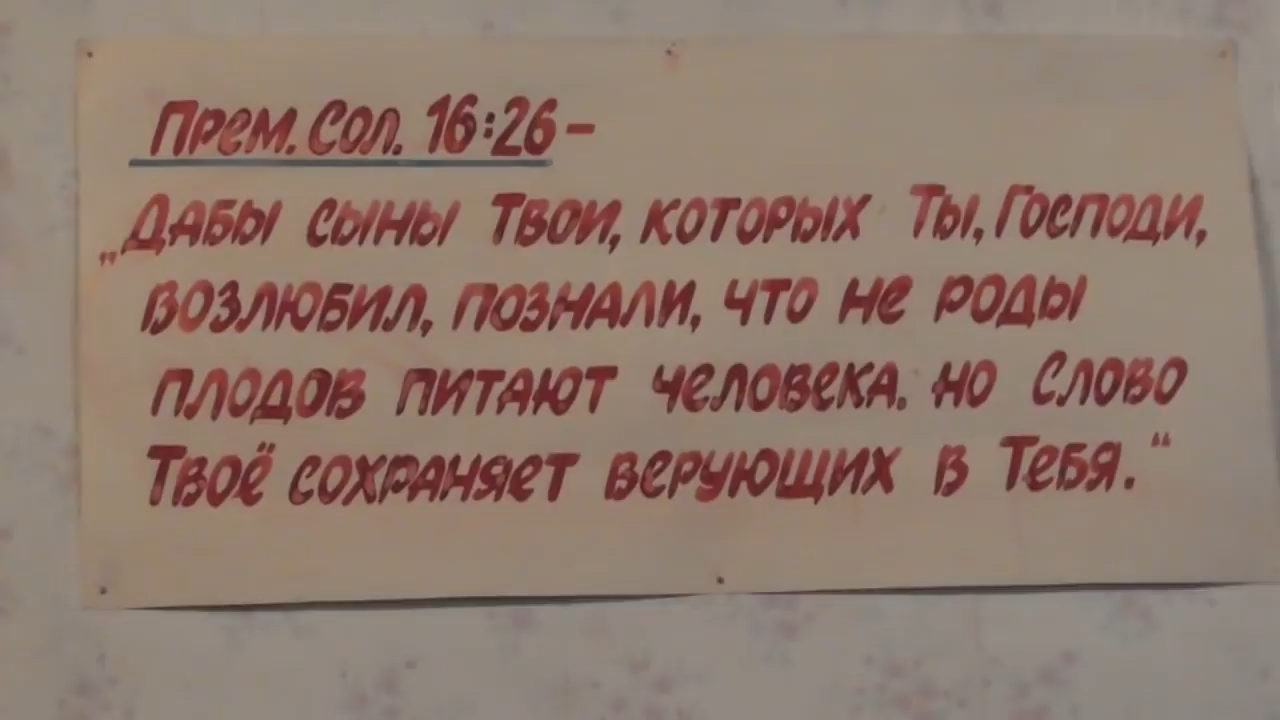 Прем. Сол. 16:26 –
„Дабы сыны Твои, которых Ты, Господи,
возлюбил, познали, что не роды
плодов питают человека. но Слово
Твоё сохраняет верующих в Тебя.“